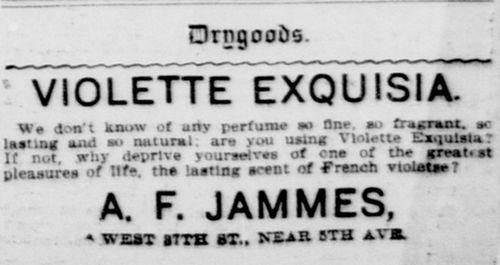 Drygoods.
VIOLETTE EXQUISIA.
We don't know of any perfume so fine, so fragrant, so
lasting and so natural; are you using Violette Exquisia?
If not, why deprive yourselves of one of the greatest
pleasures of life, the lasting scent of French violatse?
A. F. JAMMES,
WEST 37TH ST., NEAR 5TH AVE.